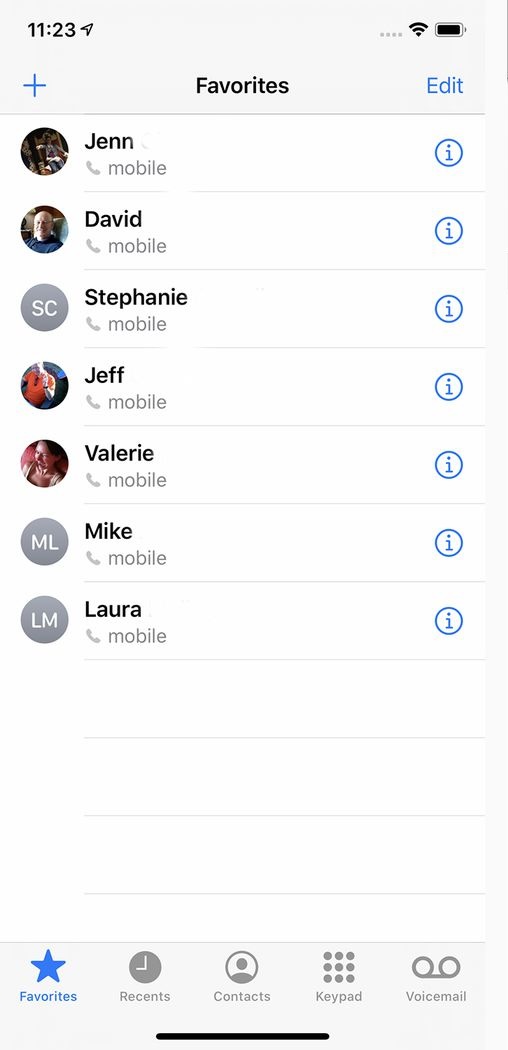 11:23
Favorites
Edit
Jenn
mobile
David
mobile
SC
Stephanie
mobile
Jeff
mobile
Valerie
mobile
ML
Mike
mobile
LM
Laura
mobile
Favorites
Recents
Contacts
Keypad
Voicemail